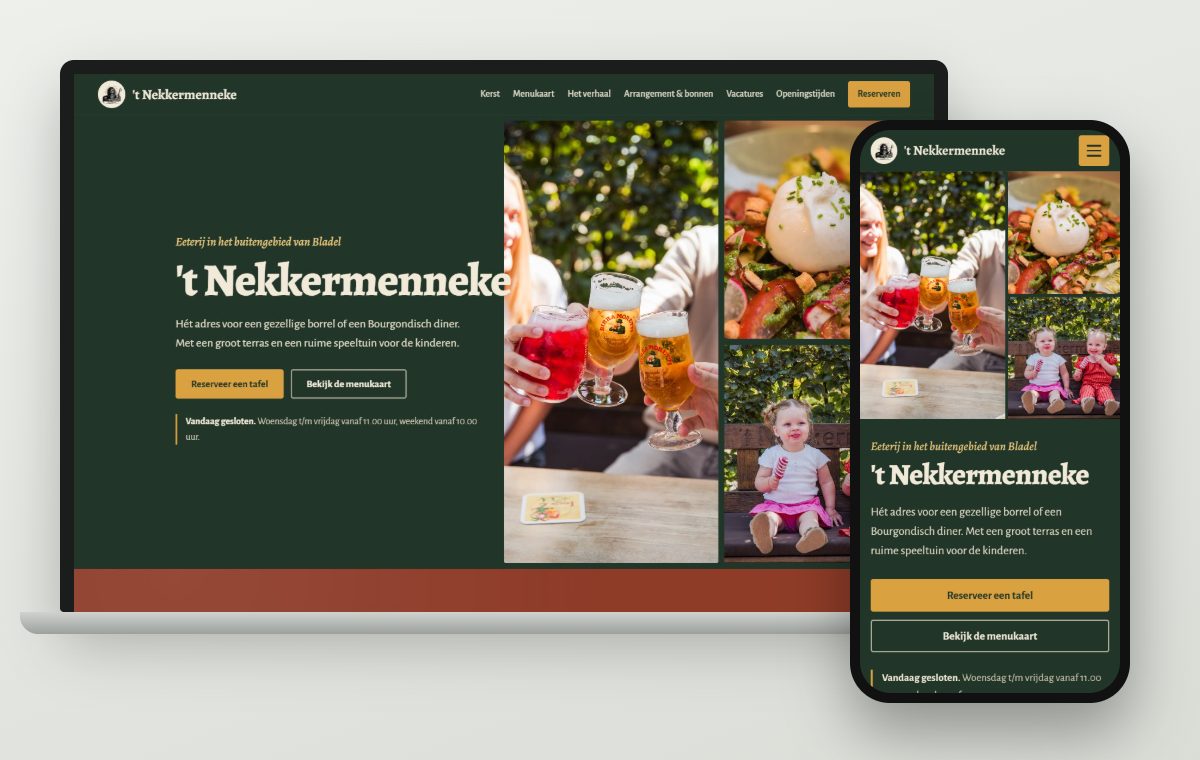 't Nekkermenneke
Kerst Menukaart Het verhaal Arrangement & bonnen Vacatures Openingstijden Reserveren
Eeterij in het buitengebied van Bladel
't Nekkermenneke
Hét adres voor een gezellige borrel of een Bourgondisch diner.
Met een groot terras en een ruime speeltuin voor de kinderen.
Reserveer een tafel Bekijk de menukaart
Vandaag gesloten. Woensdag t/m vrijdag vanaf 11.00 uur, weekend vanaf 10.00
uur.
't Nekkermenneke
Eeterij in het buitengebied van Bladel
't Nekkermenneke
Hét adres voor een gezellige borrel of een
Bourgondisch diner. Met een groot terras en een
ruime speeltuin voor de kinderen.
Reserveer een tafel
Bekijk de menukaart
Vandaag gesloten. Woensdag t/m vrijdag vanaf 11.00